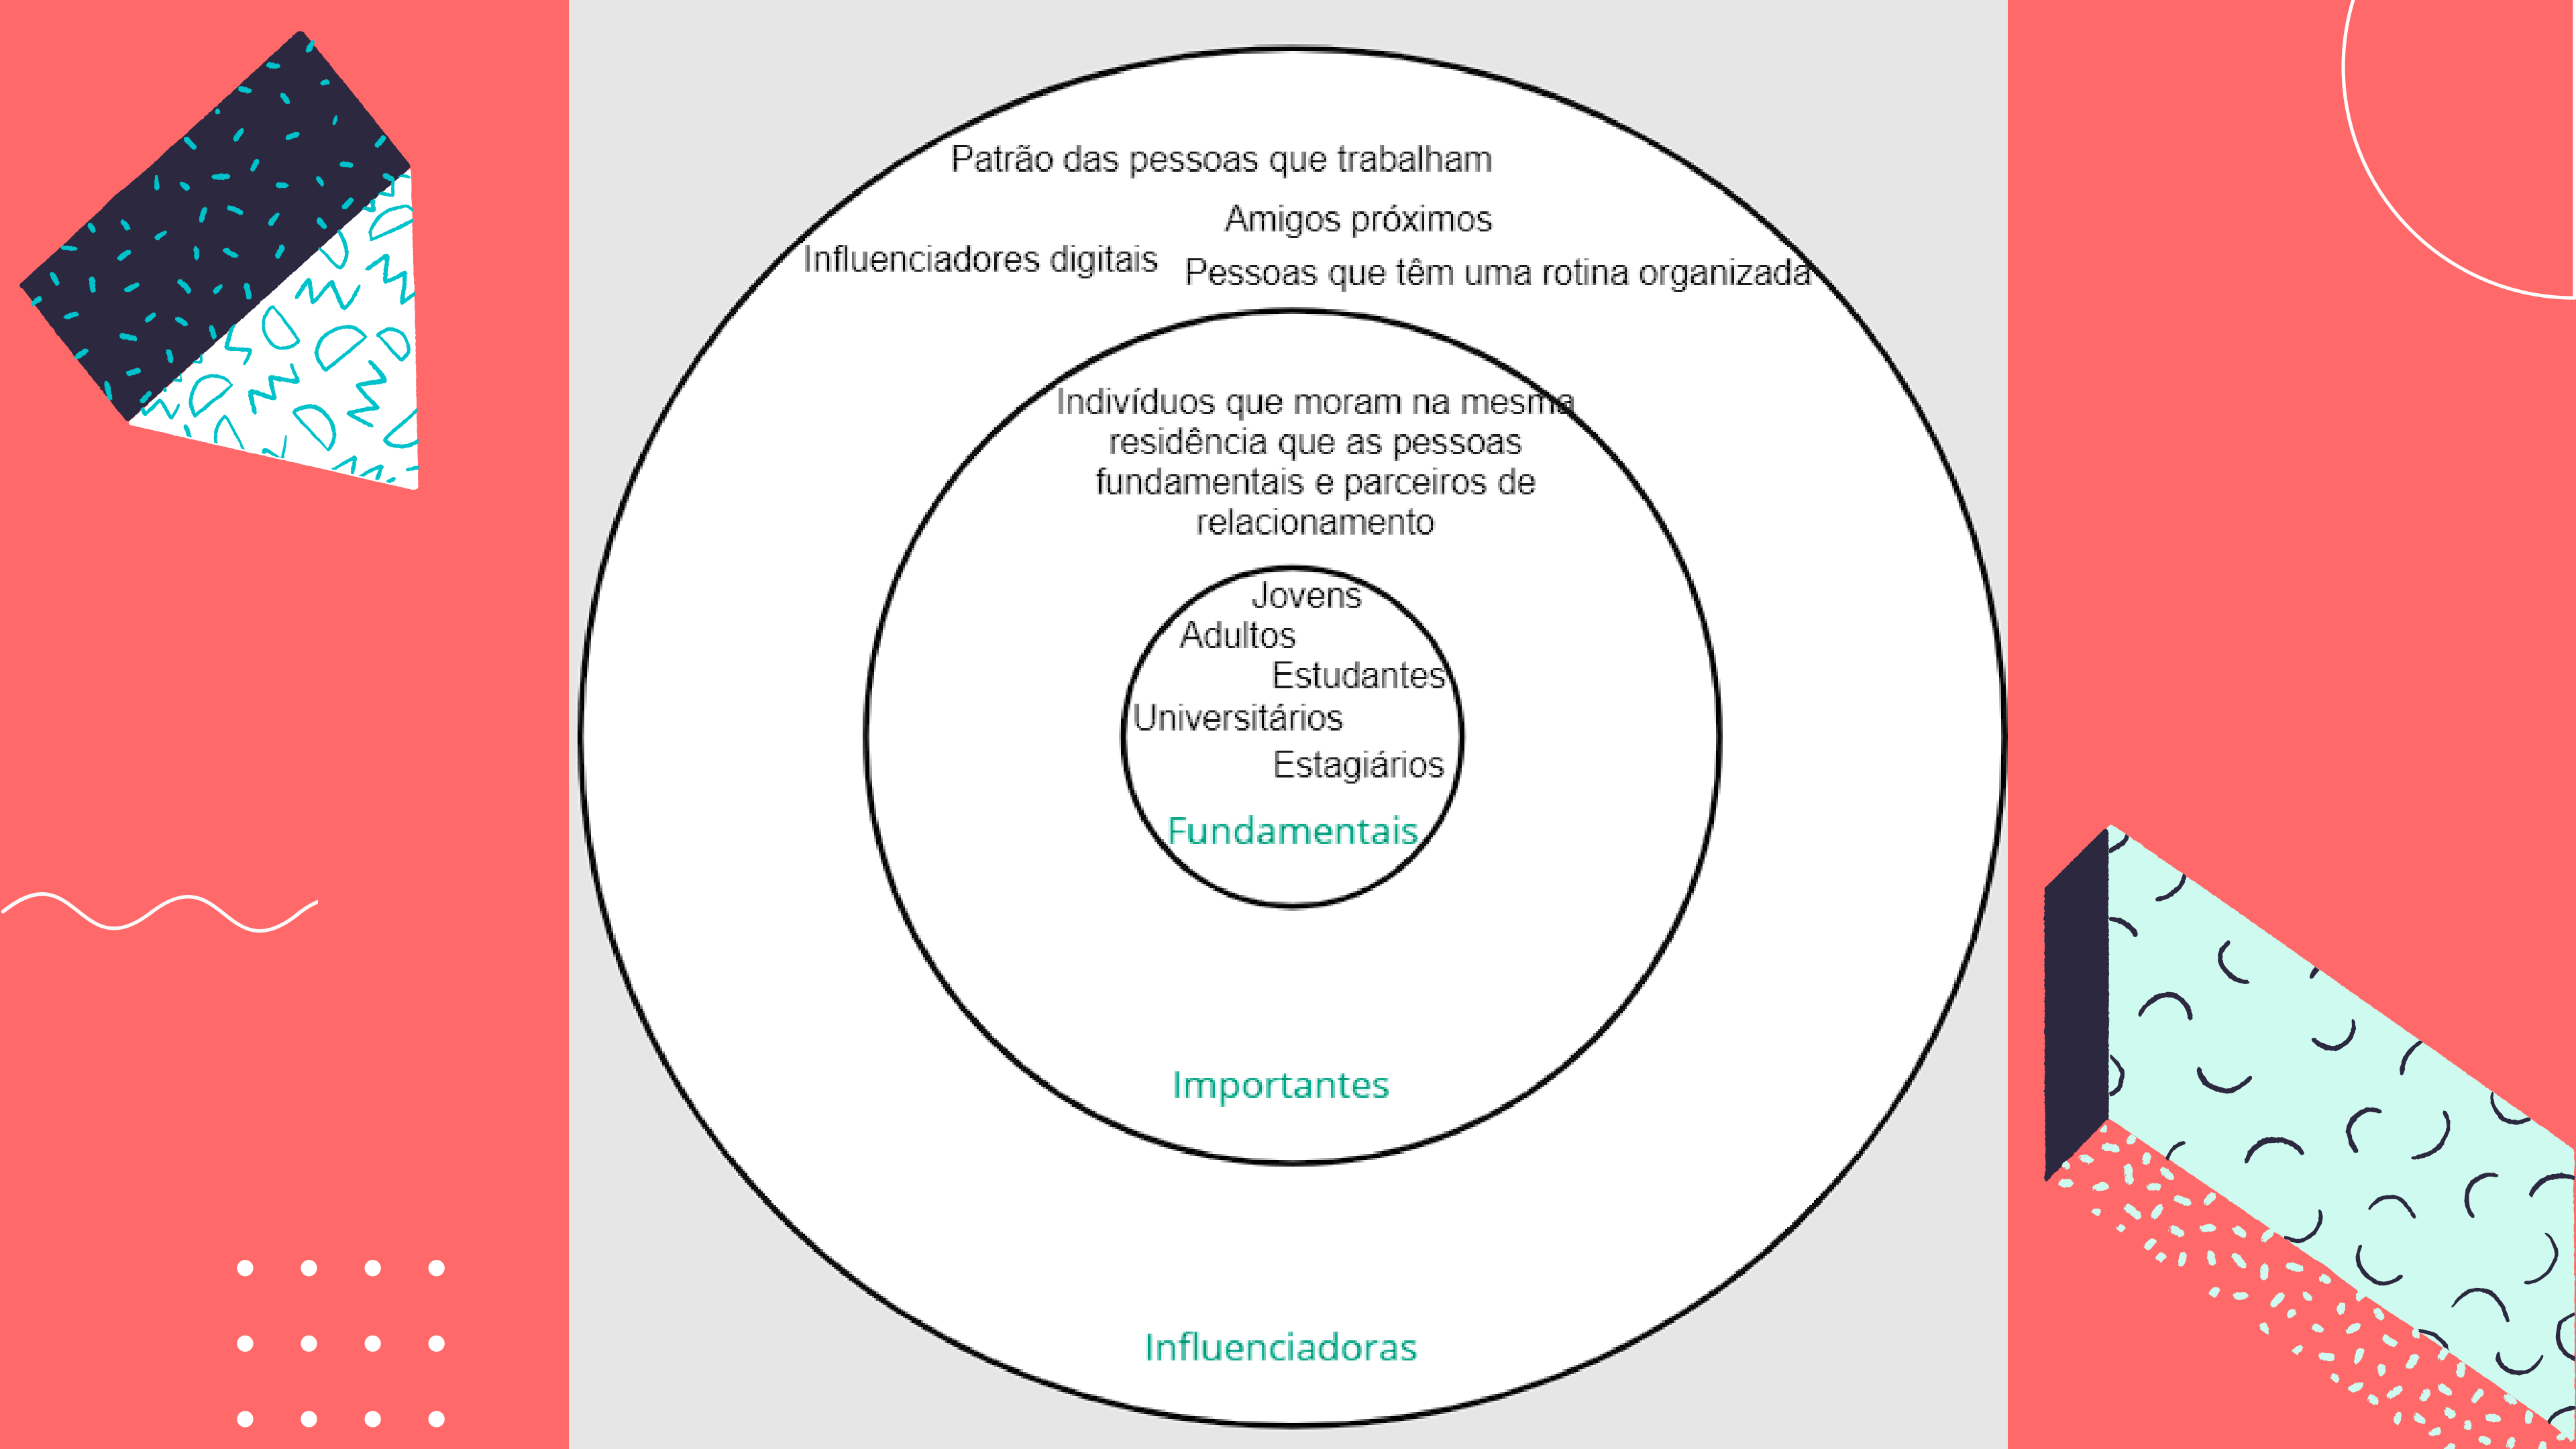 Patrão das pessoas que trabalham
Amigos próximos
Influenciadores digitais
Pessoas que têm uma rotina organizada
Indivíduos que moram na mesma
residência que as pessoas
fundamentais e parceiros de
relacionamento
Jovens
Adultos
Estudantes
Universitários
Estagiários
Fundamentais
Importantes
Influenciadoras